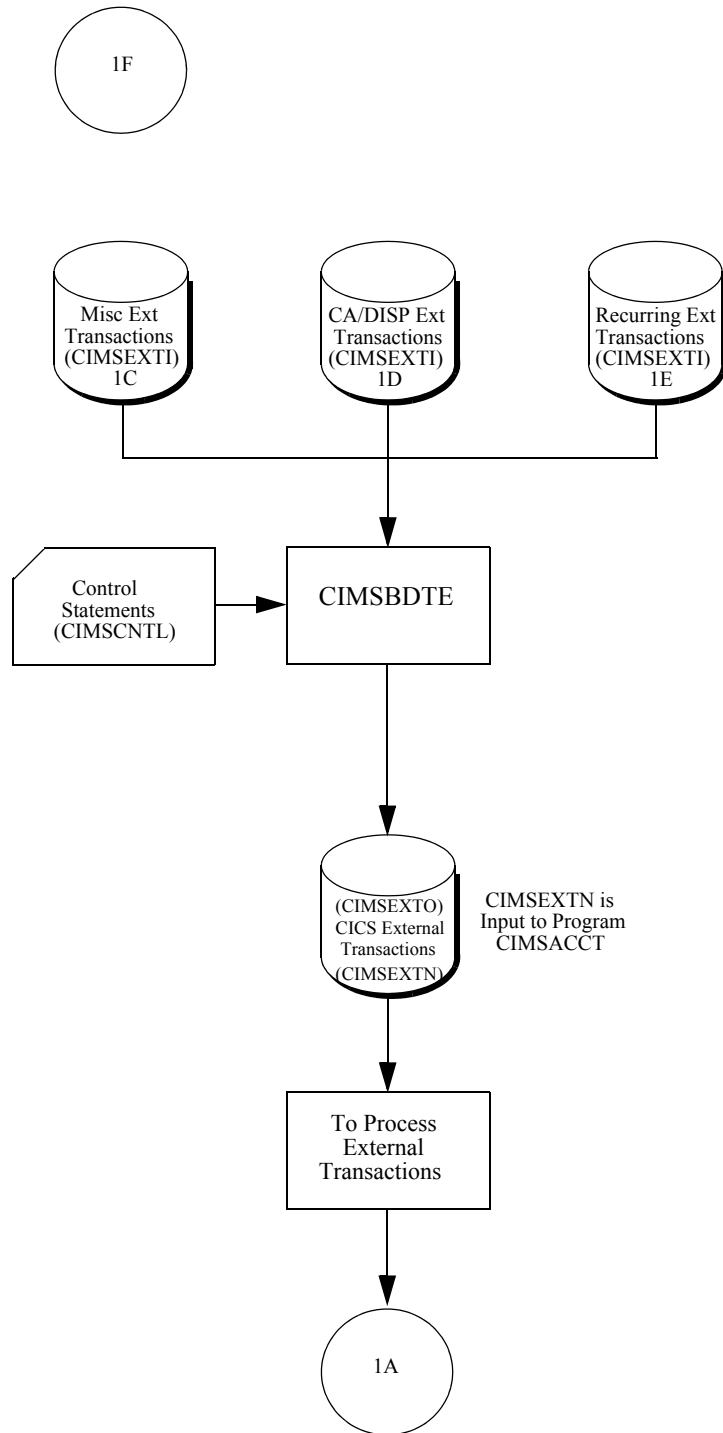 1F
Misc Ext
Transactions
(CIMSEXTI)
1C
CA/DISP Ext
Transactions
(CIMSEXTI)
1D
Recurring Ext
Transactions
(CIMSEXTI)
1E
Control
Statements
(CIMSCNTL)
CIMSBDTE
(CIMSEXTO)
CICS External
Transactions
(CIMSEXTN)
CIMSEXTN is
Input to Program
CIMSACCT
To Process
External
Transactions
1A